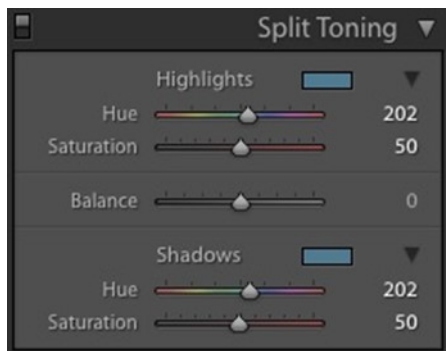 Split Toning
Highlights
Hue 202
Saturation 50
Balance 0
Shadows
Hue 202
Saturation 50